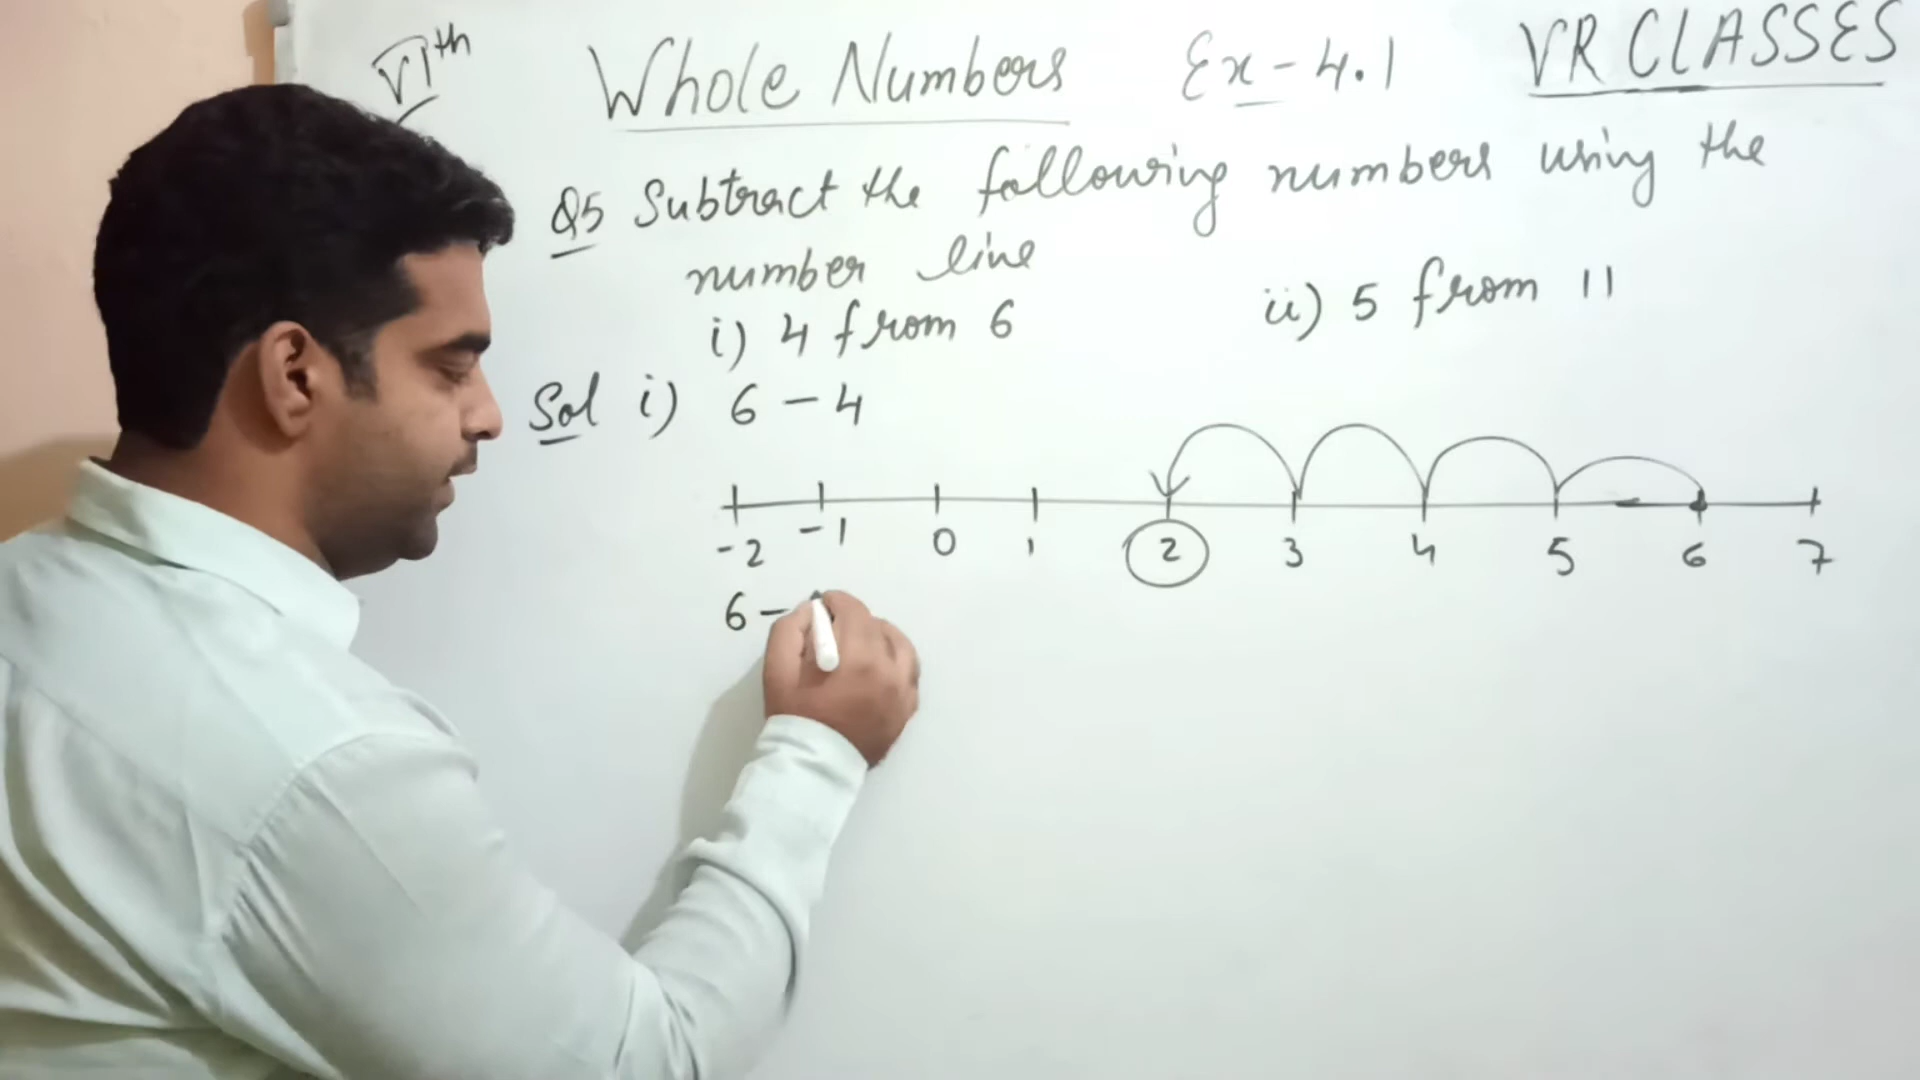 VIth Whole Numbers Ex-4.1 VR CLASSES
Q5 Subtract the following numbers using the
number line
i) 4 from 6 ii) 5 from 11
Sol i) 6 - 4
-2 -1 0 1 2 3 4 5 6 7
6 -